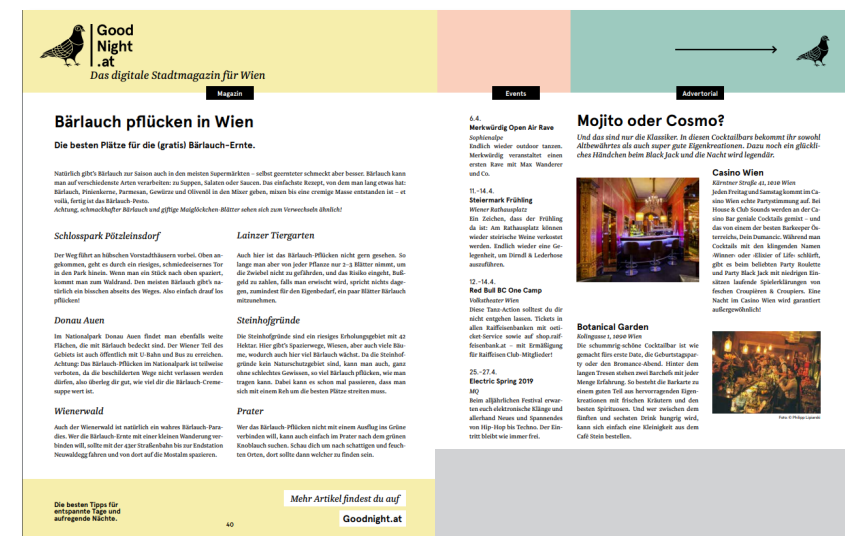 Good
Night
.at
Das digitale Stadtmagazin für Wien
Magazin
Bärlauch pflücken in Wien
Die besten Plätze für die (gratis) Bärlauch-Ernte.
Natürlich gibt's Bärlauch zur Saison auch in den meisten Supermärkten – selbst geernteter schmeckt aber besser. Bärlauch kann
man auf verschiedenste Arten verarbeiten: zu Suppen, Salaten oder Saucen. Das einfachste Rezept, von dem man lang etwas hat:
Bärlauch, Pinienkerne, Parmesan, Gewürze und Olivenöl in den Mixer geben, mixen bis eine cremige Masse entstanden ist – et
voilà, fertig ist das Bärlauch-Pesto.
Achtung, schmackhafter Bärlauch und giftige Maiglöckchen-Blätter sehen sich zum Verwechseln ähnlich!
Schlosspark Pötzleinsdorf
Der Weg führt an hübschen Vorstadthäusern vorbei. Oben an-
gekommen, geht es durch ein riesiges, schmiedeeisernes Tor
in den Park hinein. Wenn man ein Stück nach oben spaziert,
kommt man zum Waldrand. Den meisten Bärlauch gibt's na-
türlich ein bisschen abseits des Weges. Also einfach drauf los
pflücken!
Donau Auen
Im Nationalpark Donau Auen findet man ebenfalls weite
Flächen, die mit Bärlauch bedeckt sind. Der Wiener Teil des
Gebiets ist auch öffentlich mit U-Bahn und Bus zu erreichen.
Achtung: Das Bärlauch-Pflücken im Nationalpark ist teilweise
verboten, da die beschilderten Wege nicht verlassen werden
dürfen, also überleg dir gut, wie viel dir die Bärlauch-Creme-
suppe wert ist.
Wienerwald
Auch der Wienerwald ist natürlich ein wahres Bärlauch-Para-
dies. Wer die Bärlauch-Ernte mit einer kleinen Wanderung ver-
binden will, sollte mit der 43er Straßenbahn bis zur Endstation
Neuwaldegg fahren und von dort auf die Mostalm spazieren.
Lainzer Tiergarten
Auch hier ist das Bärlauch-Pflücken nicht gern gesehen. So
lange man aber von jeder Pflanze nur 2–3 Blätter nimmt, um
die Zwiebel nicht zu gefährden, und das Risiko eingeht, Buß-
geld zu zahlen, falls man erwischt wird, spricht nichts dage-
gen, zumindest für den Eigenbedarf, ein paar Blätter Bärlauch
mitzunehmen.
Steinhofgründe
Die Steinhofgründe sind ein riesiges Erholungsgebiet mit 42
Hektar. Hier gibt's Spazierwege, Wiesen, aber auch viele Bäu-
me, wodurch auch hier viel Bärlauch wächst. Da die Steinhof-
gründe kein Naturschutzgebiet sind, kann man auch, ganz
ohne schlechtes Gewissen, so viel Bärlauch pflücken, wie man
tragen kann. Dabei kann es schon mal passieren, dass man
sich mit einem Reh um die besten Plätze streiten muss.
Prater
Wer das Bärlauch-Pflücken nicht mit einem Ausflug ins Grüne
verbinden will, kann auch einfach im Prater nach dem grünen
Knoblauch suchen. Schau dich um nach schattigen und feuch-
ten Orten, dort sollte dann welcher zu finden sein.
Die besten Tipps für
entspannte Tage und
aufregende Nächte.
40
Mehr Artikel findest du auf
Goodnight.at
Events
6.4.
Merkwürdig Open Air Rave
Sophienalpe
Endlich wieder outdoor tanzen.
Merkwürdig veranstaltet einen
ersten Rave mit Max Wanderer
und Co.
11.-14.4.
Steiermark Frühling
Wiener Rathausplatz
Ein Zeichen, dass der Frühling
da ist: Am Rathausplatz können
wieder steirische Weine verkostet
werden. Endlich wieder eine Ge-
legenheit, um Dirndl & Lederhose
auszuführen.
12.-14.4.
Red Bull BC One Camp
Volkstheater Wien
Diese Tanz-Action solltest du dir
nicht entgehen lassen. Tickets in
allen Raiffeisenbanken mit oeti-
cket-Service sowie auf shop.raif-
feisenbank.at – mit Ermäßigung
für Raiffeisen Club-Mitglieder!
25.-27.4.
Electric Spring 2019
MQ
Beim alljährlichen Festival erwar-
ten euch elektronische Klänge und
allerhand Neues und Spannendes
von Hip-Hop bis Techno. Der Ein-
tritt bleibt wie immer frei.
Advertorial
Mojito oder Cosmo?
Und das sind nur die Klassiker. In diesen Cocktailbars bekommt ihr sowohl
Altbewährtes als auch super gute Eigenkreationen. Dazu noch ein glückli-
ches Händchen beim Black Jack und die Nacht wird legendär.
Casino Wien
Kärntner Straße 41, 1010 Wien
Jeden Freitag und Samstag kommt im Ca-
sino Wien echte Partystimmung auf. Bei
House & Club Sounds werden an der Ca-
sino Bar geniale Cocktails gemixt – und
das von einem der besten Barkeeper Ös-
terreichs, Dein Dumancic. Während man
Cocktails mit den klingenden Namen
›Winner‹ oder ›Elixier of Life‹ schlürft,
gibt es beim beliebten Party Roulette
und Party Black Jack mit niedrigen Ein-
sätzen laufende Spielerklärungen von
feschen Croupièren & Croupiers. Eine
Nacht im Casino Wien wird garantiert
außergewöhnlich!
Botanical Garden
Kolingasse 1, 1090 Wien
Die schummrig-schöne Cocktailbar ist wie
gemacht fürs erste Date, die Geburtstagspar-
ty oder den Bromance-Abend. Hinter dem
langen Tresen stehen zwei Barchefs mit jeder
Menge Erfahrung. So besteht die Barkarte zu
einem guten Teil aus hervorragenden Eigen-
kreationen mit frischen Kräutern und den
besten Spirituosen. Und wer zwischen dem
fünften und sechsten Drink hungrig wird,
kann sich einfach eine Kleinigkeit aus dem
Café Stein bestellen.